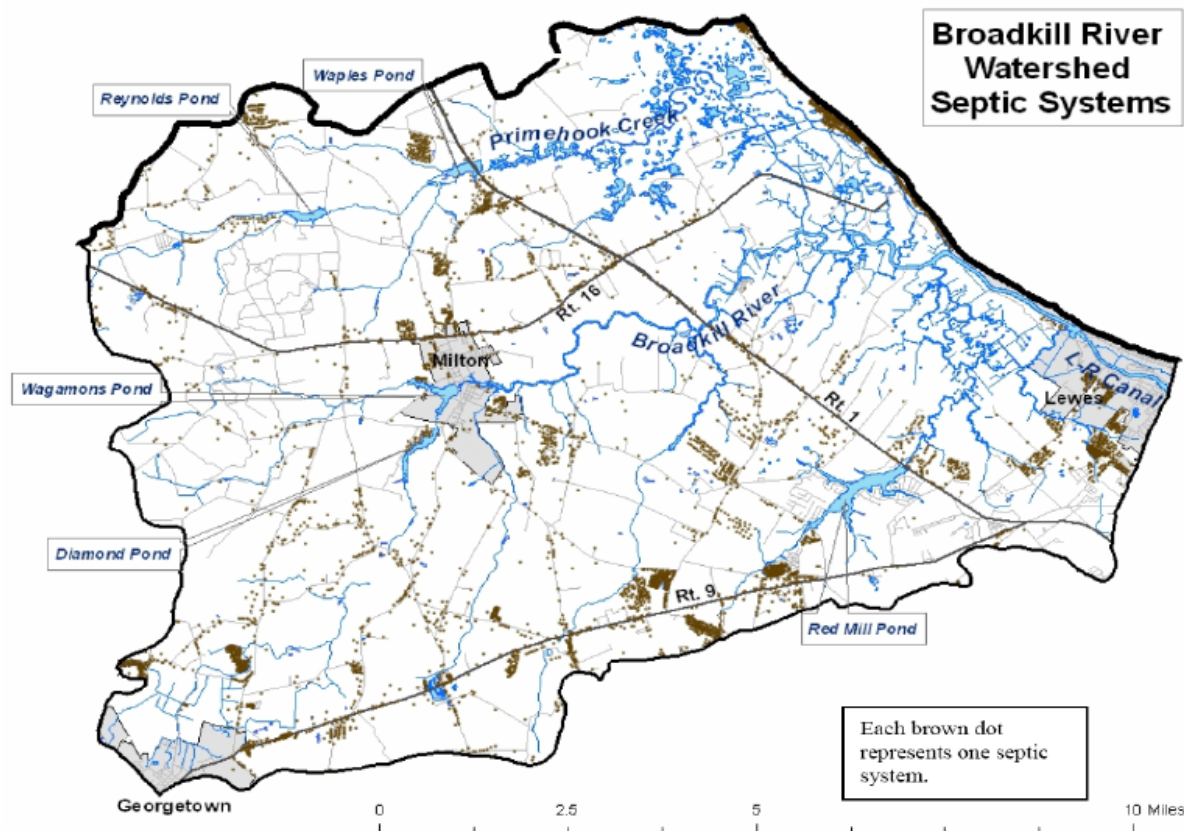 Broadkill River
Watershed
Septic Systems
Waples Pond
Reynolds Pond
Primehook Creek
Rt. 16
Broadkill River
Milton
Wagamons Pond
L-R Canal
Lewes
Rt. 1
Diamond Pond
Rt. 9
Red Mill Pond
Each brown dot
represents one septic
system.
Georgetown
0 2.5 5 10 Miles